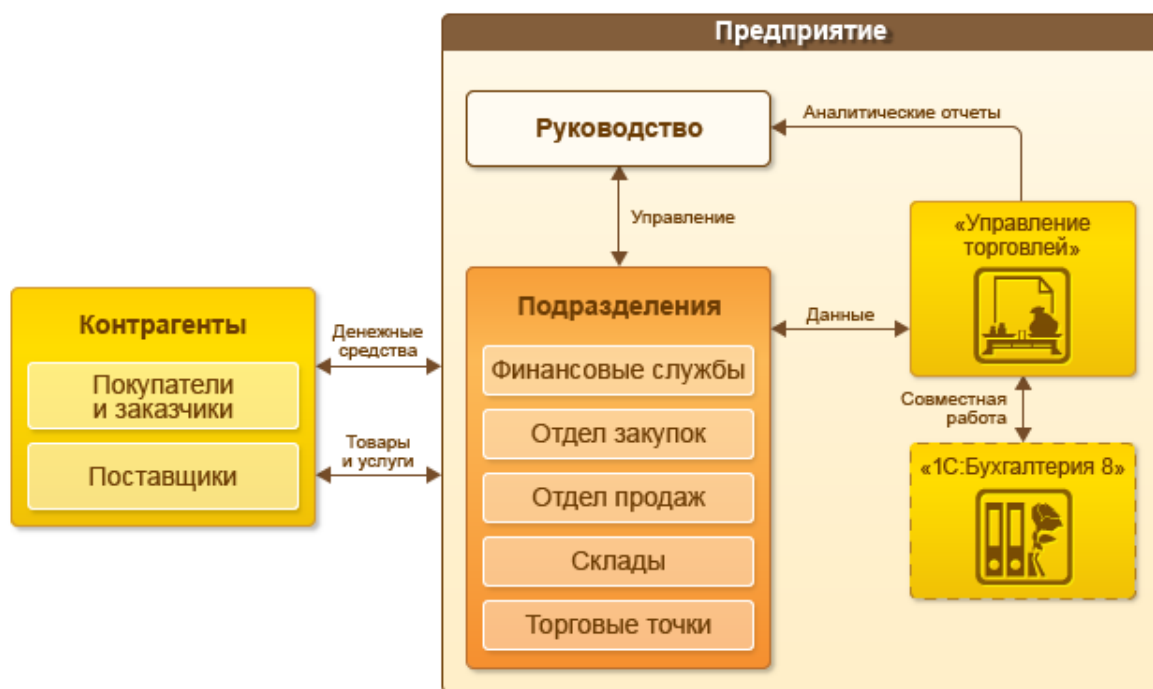 Предприятие
Руководство
Аналитические отчеты
Управление
«Управление
торговлей»
Контрагенты
Покупатели
и заказчики
Поставщики
Денежные
средства
Товары
и услуги
Подразделения
Финансовые службы
Отдел закупок
Отдел продаж
Склады
Торговые точки
Данные
Совместная
работа
«1С:Бухгалтерия 8»